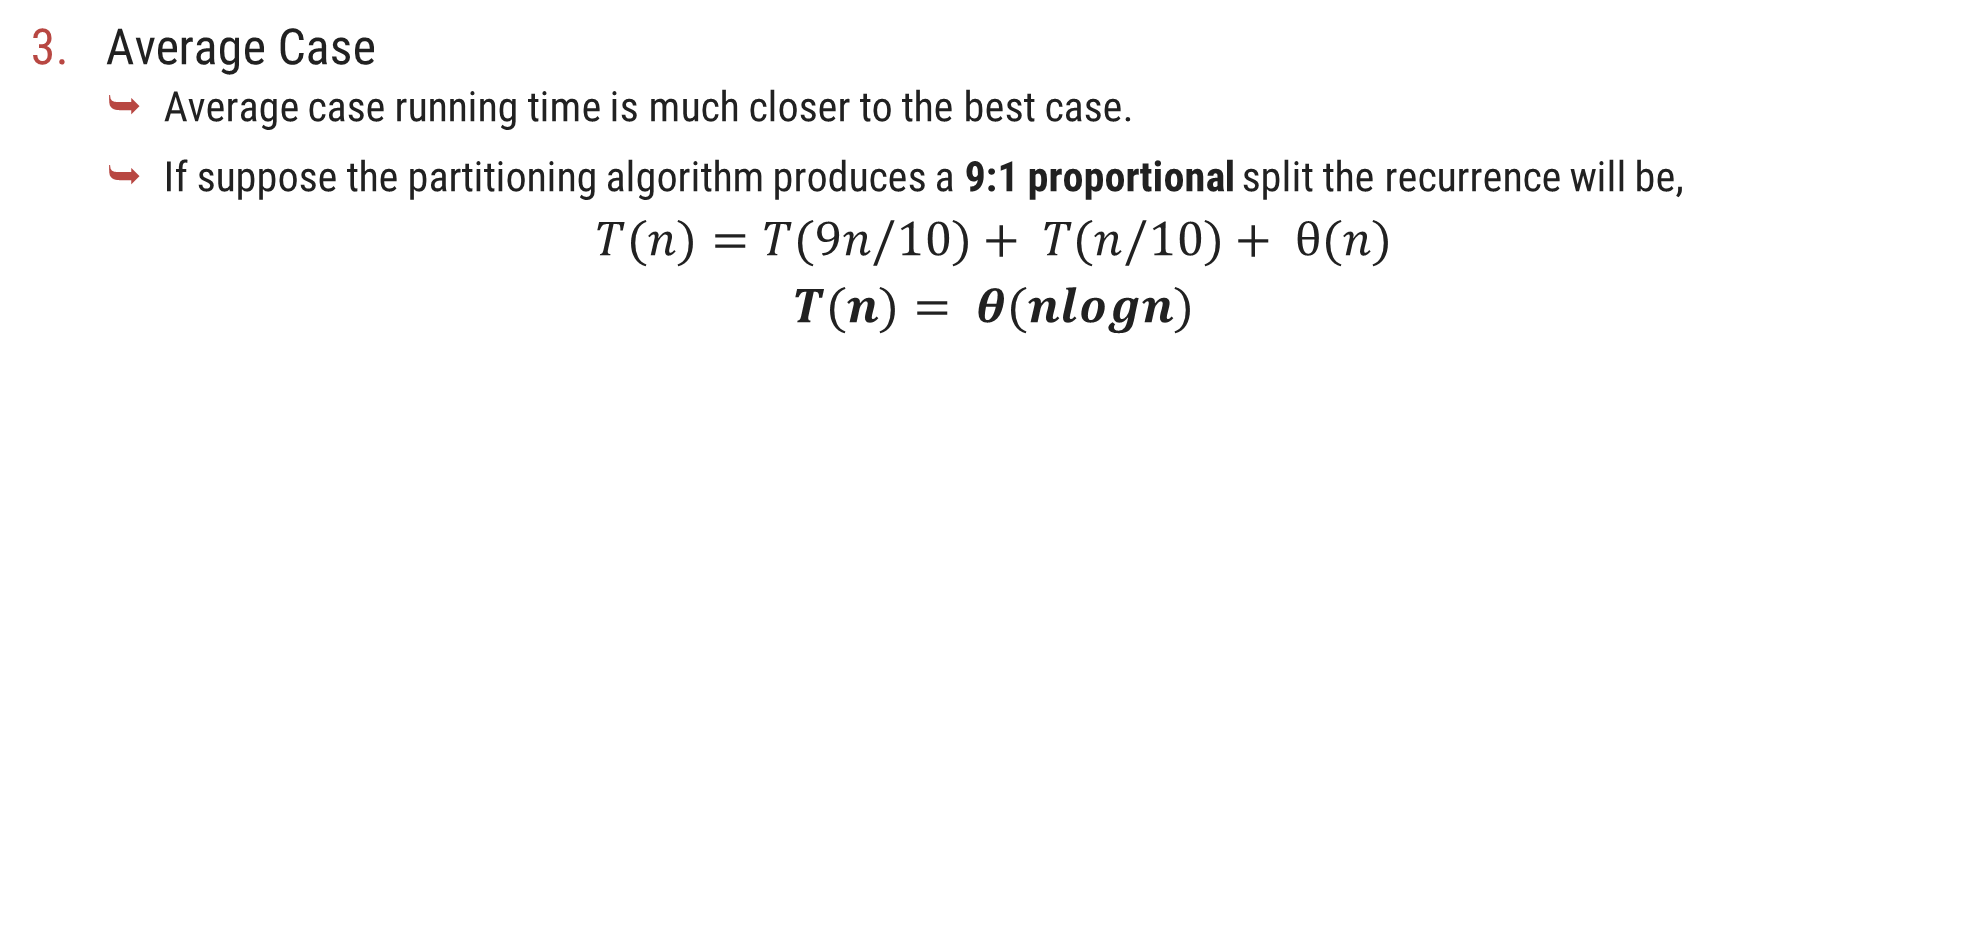 3. Average Case
➥ Average case running time is much closer to the best case.
➥ If suppose the partitioning algorithm produces a 9:1 proportional split the recurrence will be,
T(n) = T(9n/10) + T(n/10) + θ(n)
T(n) = θ(nlogn)